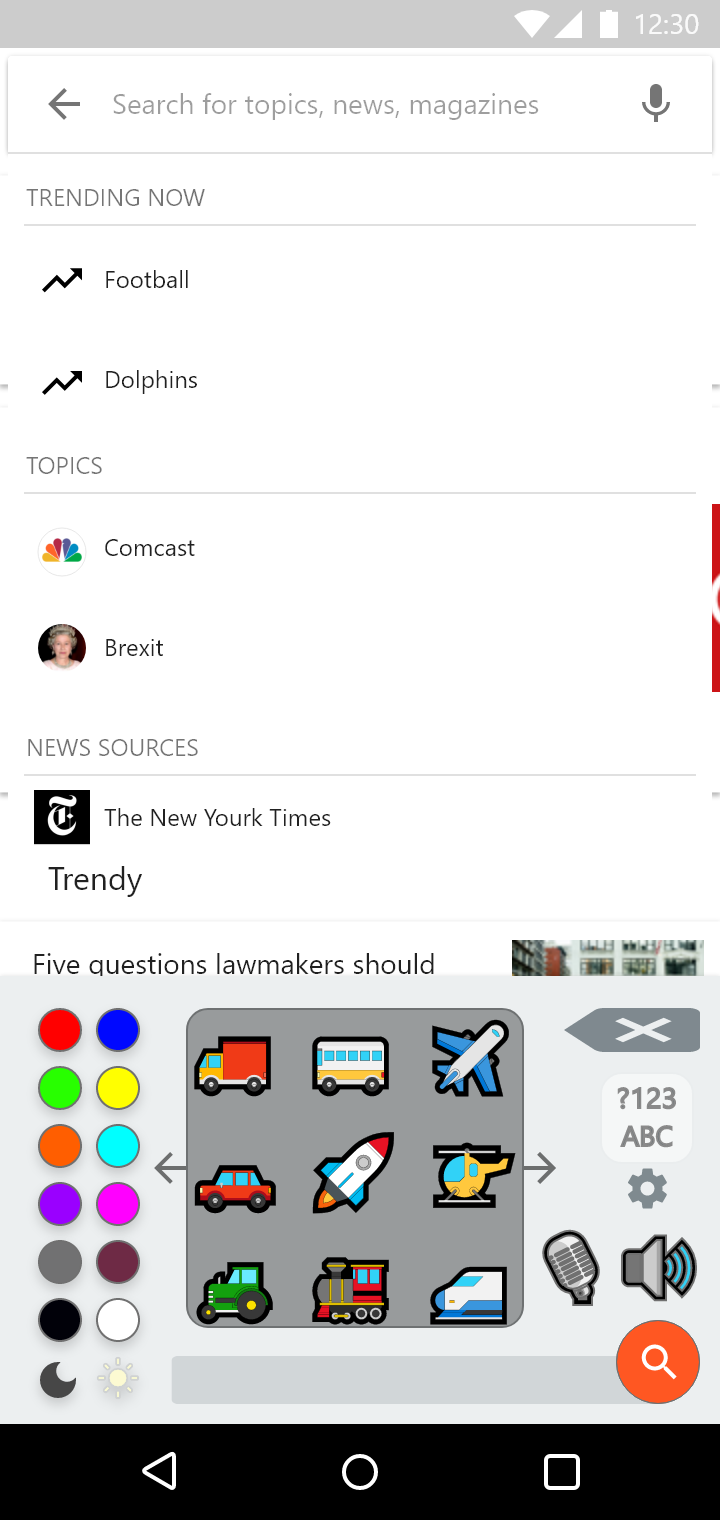 12:30
Search for topics, news, magazines
TRENDING NOW
Football
Dolphins
TOPICS
Comcast
Brexit
NEWS SOURCES
The New Yourk Times
Trendy
Five questions lawmakers should
?123
ABC